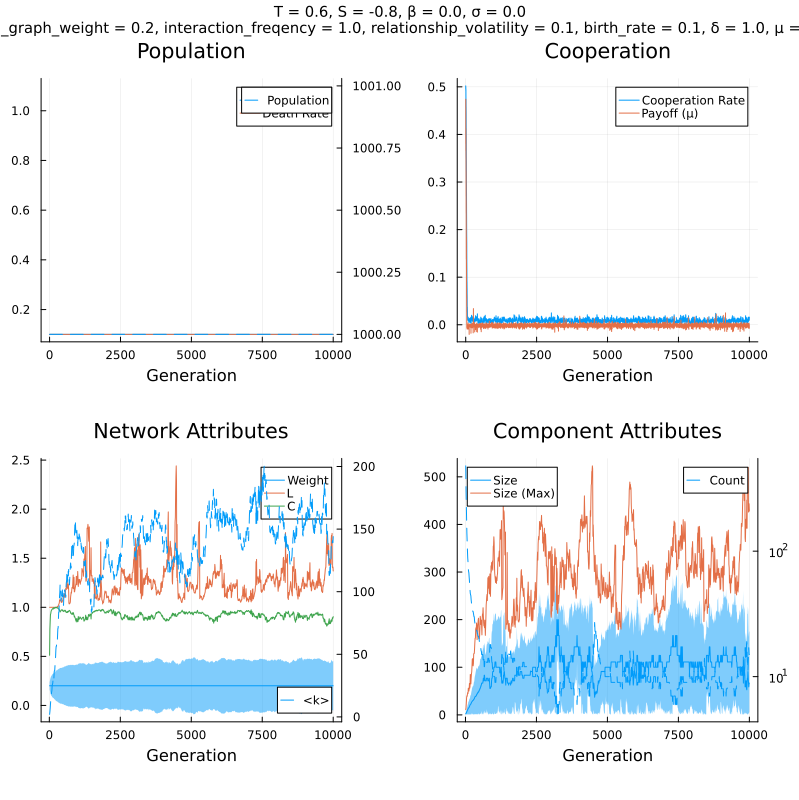 T = 0.6, S = -0.8, β = 0.0, σ = 0.0
_graph_weight = 0.2, interaction_freqency = 1.0, relationship_volatility = 0.1, birth_rate = 0.1, δ = 1.0, μ =
Population
Cooperation
Population
Death Rate
1.0
0.8
0.6
0.4
0.2
1001.00
1000.75
1000.50
1000.25
1000.00
0
2500
5000
7500
10000
Generation
Cooperation Rate
Payoff (μ)
0.5
0.4
0.3
0.2
0.1
0.0
0
2500
5000
7500
10000
Generation
Network Attributes
Component Attributes
Weight
L
C
<k>
2.5
2.0
1.5
1.0
0.5
0.0
200
150
100
50
0
0
2500
5000
7500
10000
Generation
Size
Size (Max)
Count
500
400
300
200
100
0
10²
10¹
0
2500
5000
7500
10000
Generation